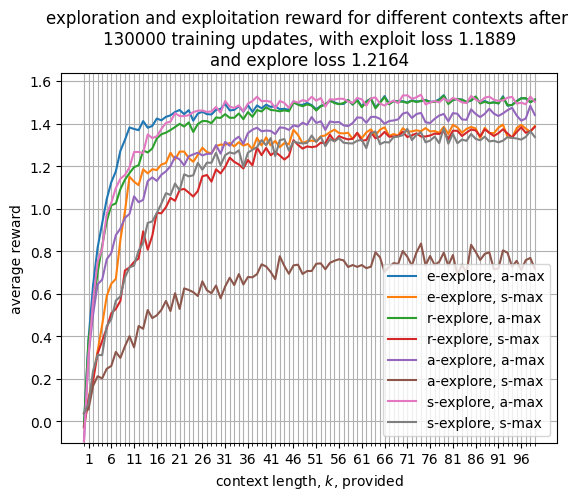 exploration and exploitation reward for different contexts after
130000 training updates, with exploit loss 1.1889
and explore loss 1.2164
1.6
1.4
1.2
1.0
0.8
0.6
0.4
0.2
0.0
average reward
e-explore, a-max
e-explore, s-max
r-explore, a-max
r-explore, s-max
a-explore, a-max
a-explore, s-max
s-explore, a-max
s-explore, s-max
1 6 11 16 21 26 31 36 41 46 51 56 61 66 71 76 81 86 91 96
context length, k, provided